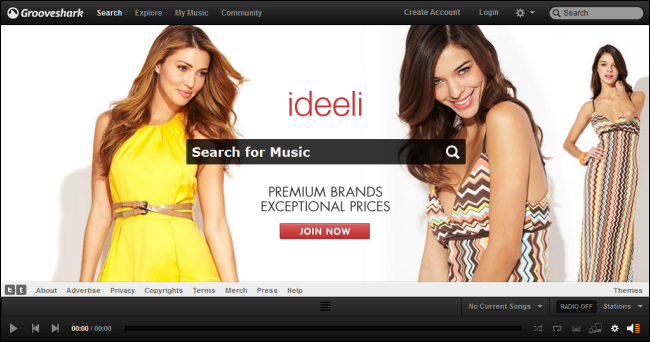 Grooveshark Search Explore My Music Community Create Account Login Search
ideeli
Search for Music
PREMIUM BRANDS
EXCEPTIONAL PRICES
JOIN NOW
t t About Advertise Privacy Copyrights Terms Merch Press Help Themes
No Current Songs RADIO OFF Stations
00:00 / 00:00